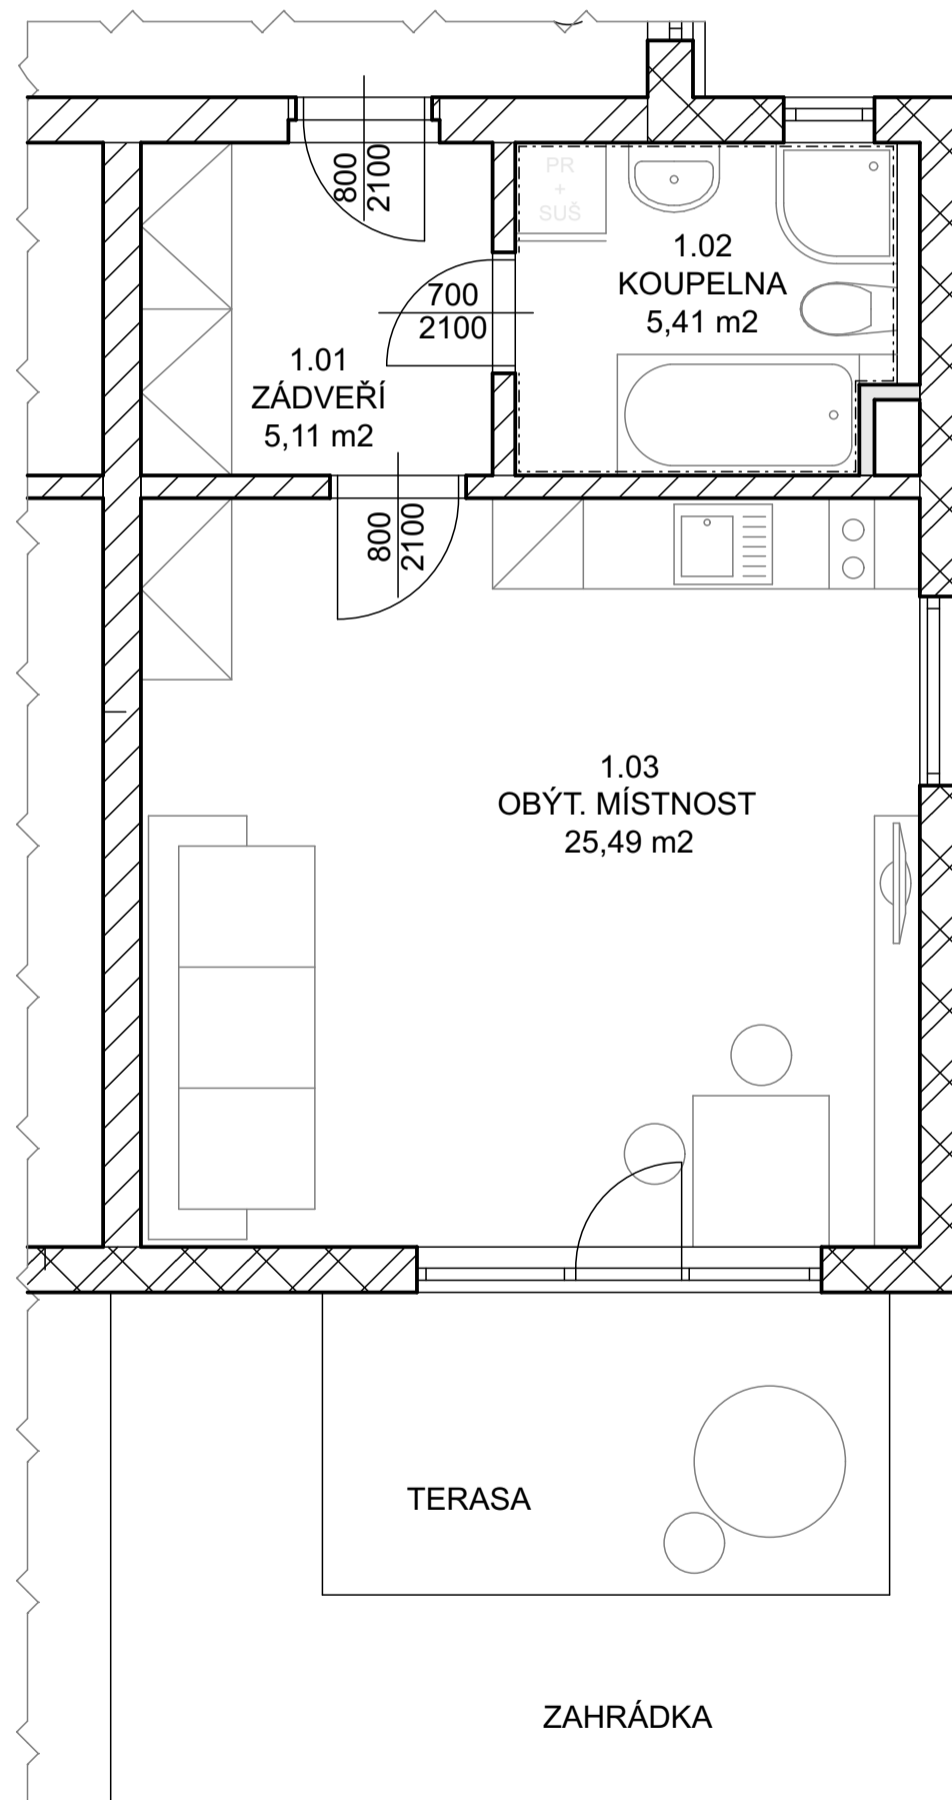 800
2100
PR
+
SUŠ
1.02
KOUPELNA
5,41 m2
700
2100
1.01
ZÁDVEŘÍ
5,11 m2
800
2100
1.03
OBÝT. MÍSTNOST
25,49 m2
TERASA
ZAHRÁDKA